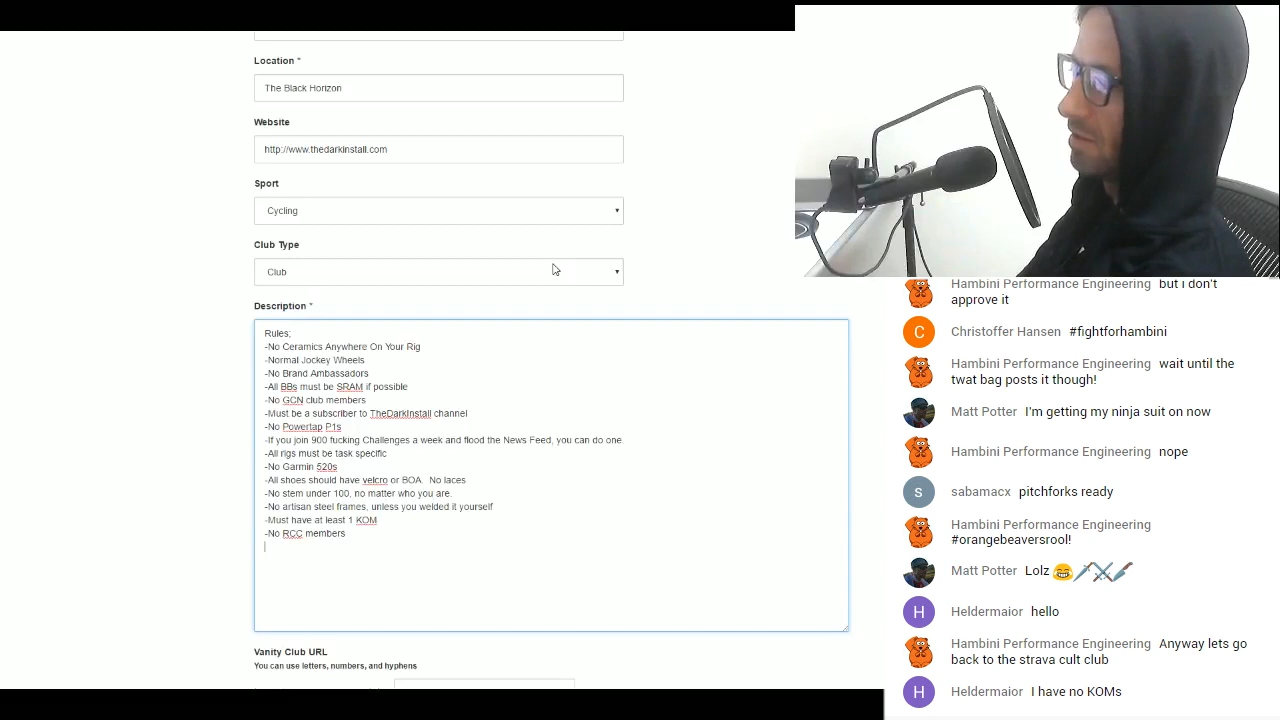 Location *
The Black Horizon
Website
http://www.thedarkinstall.com
Sport
Cycling
Club Type
Club
Description *
Rules;
-No Ceramics Anywhere On Your Rig
-Normal Jockey Wheels
-No Brand Ambassadors
-All BBs must be SRAM if possible
-No GCN club members
-Must be a subscriber to TheDarkInstall channel
-No Powertap P1s
-If you join 900 fucking Challenges a week and flood the News Feed, you can do one.
-All rigs must be task specific
-No Garmin 520s
-All shoes should have velcro or BOA.  No laces
-No stem under 100, no matter who you are.
-No artisan steel frames, unless you welded it yourself
-Must have at least 1 KOM
-No RCC members
Vanity Club URL
You can use letters, numbers, and hyphens
Hambini Performance Engineering but i don't
approve it
C
Christoffer Hansen #fightforhambini
Hambini Performance Engineering wait until the
twat bag posts it though!
Matt Potter I'm getting my ninja suit on now
Hambini Performance Engineering nope
s
sabamacx pitchforks ready
Hambini Performance Engineering
#orangebeaversrool!
Matt Potter Lolz 😂🗡⚔🔪
H
Heldermaior hello
Hambini Performance Engineering Anyway lets go
back to the strava cult club
H
Heldermaior I have no KOMs